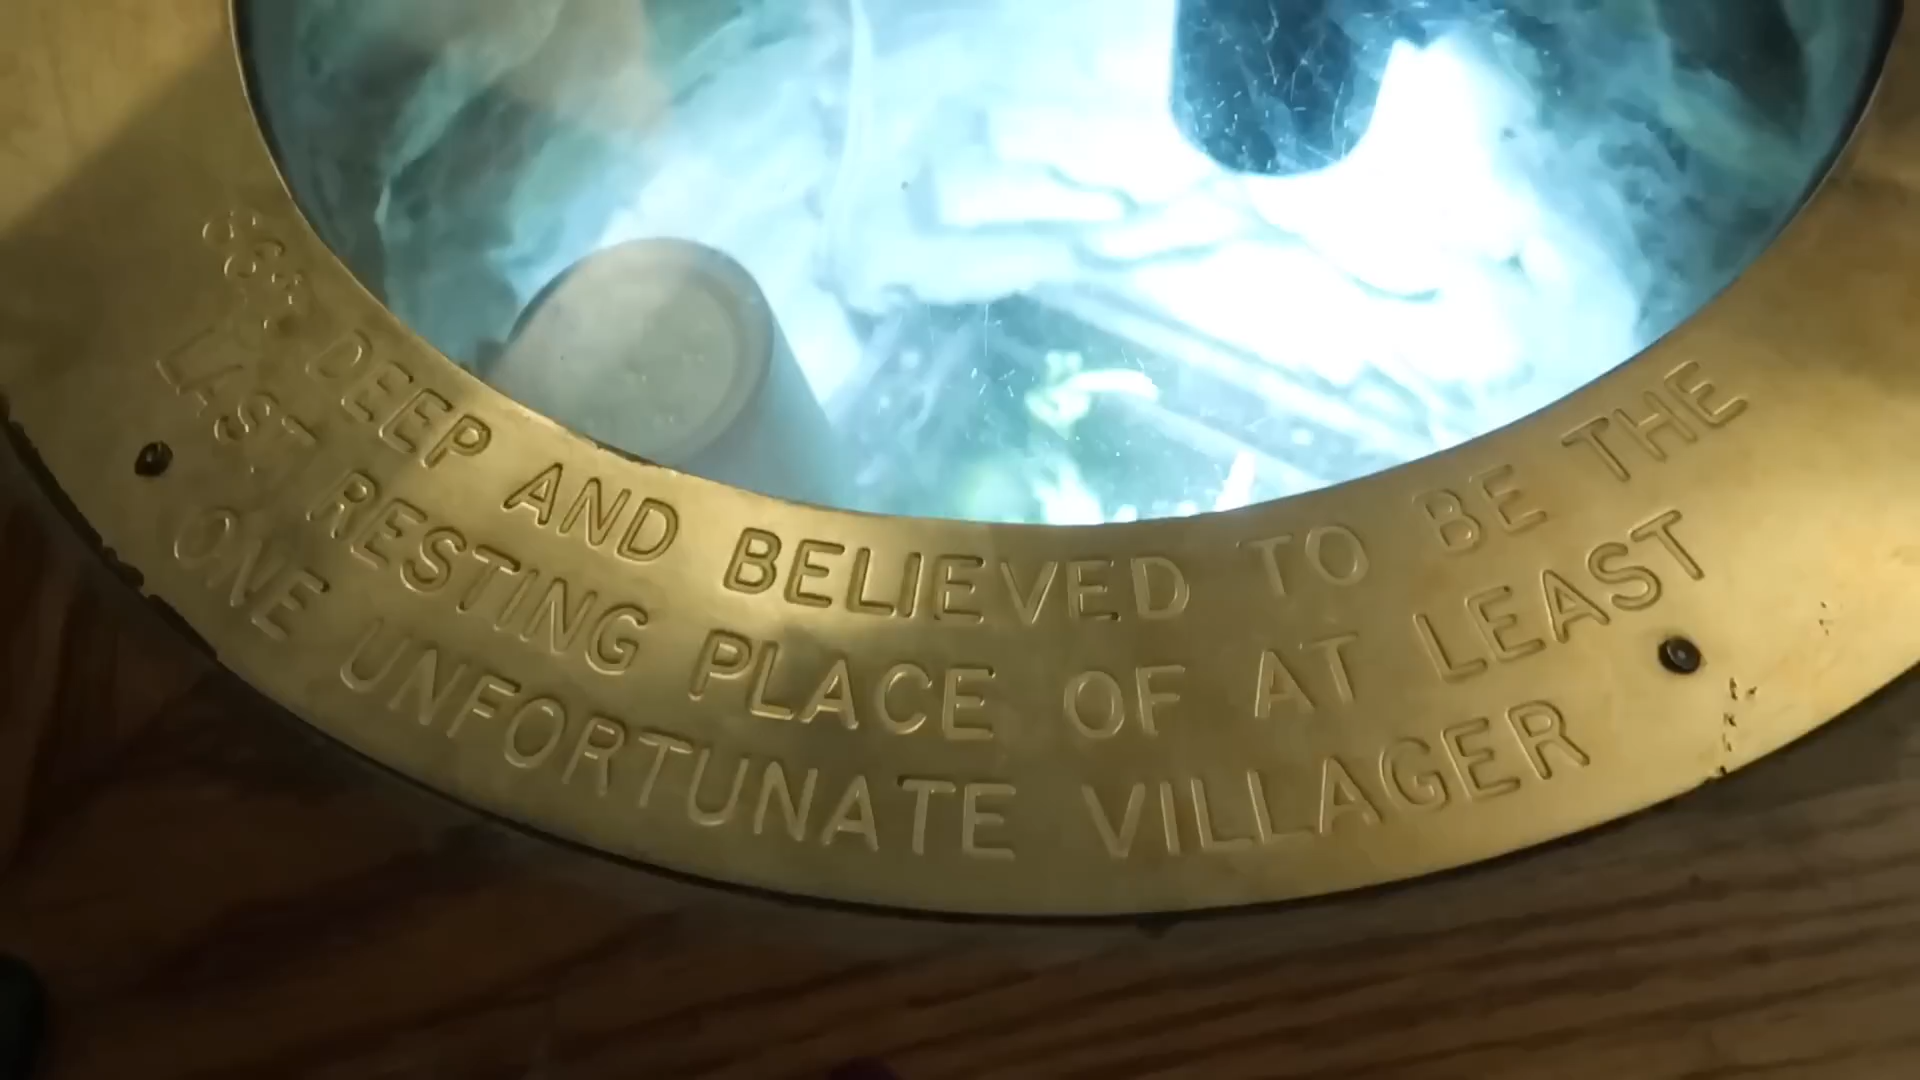 DEEP AND BELIEVED TO BE THE
LAST RESTING PLACE OF AT LEAST
ONE UNFORTUNATE VILLAGER